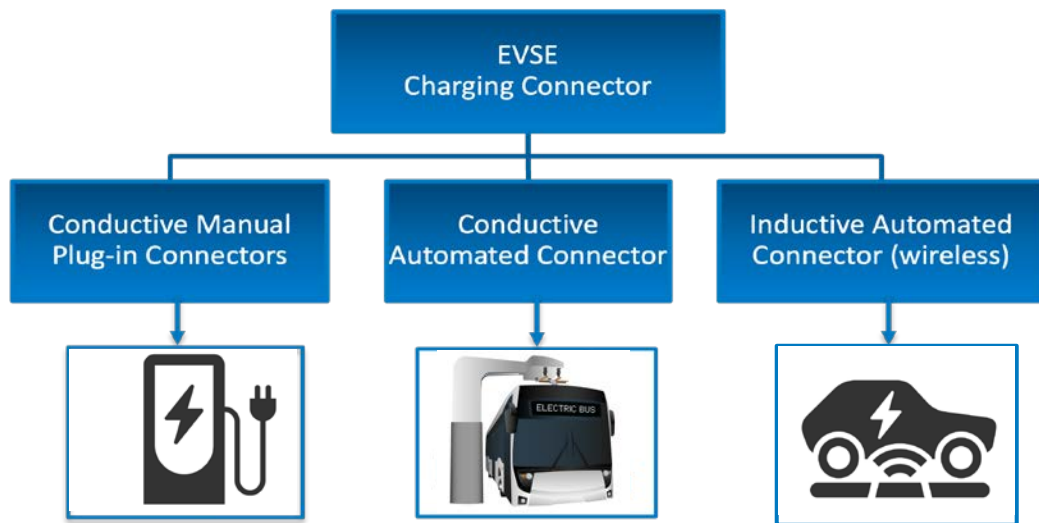 EVSE
Charging Connector
Conductive Manual
Plug-in Connectors
Conductive
Automated Connector
Inductive Automated
Connector (wireless)
ELECTRIC BUS